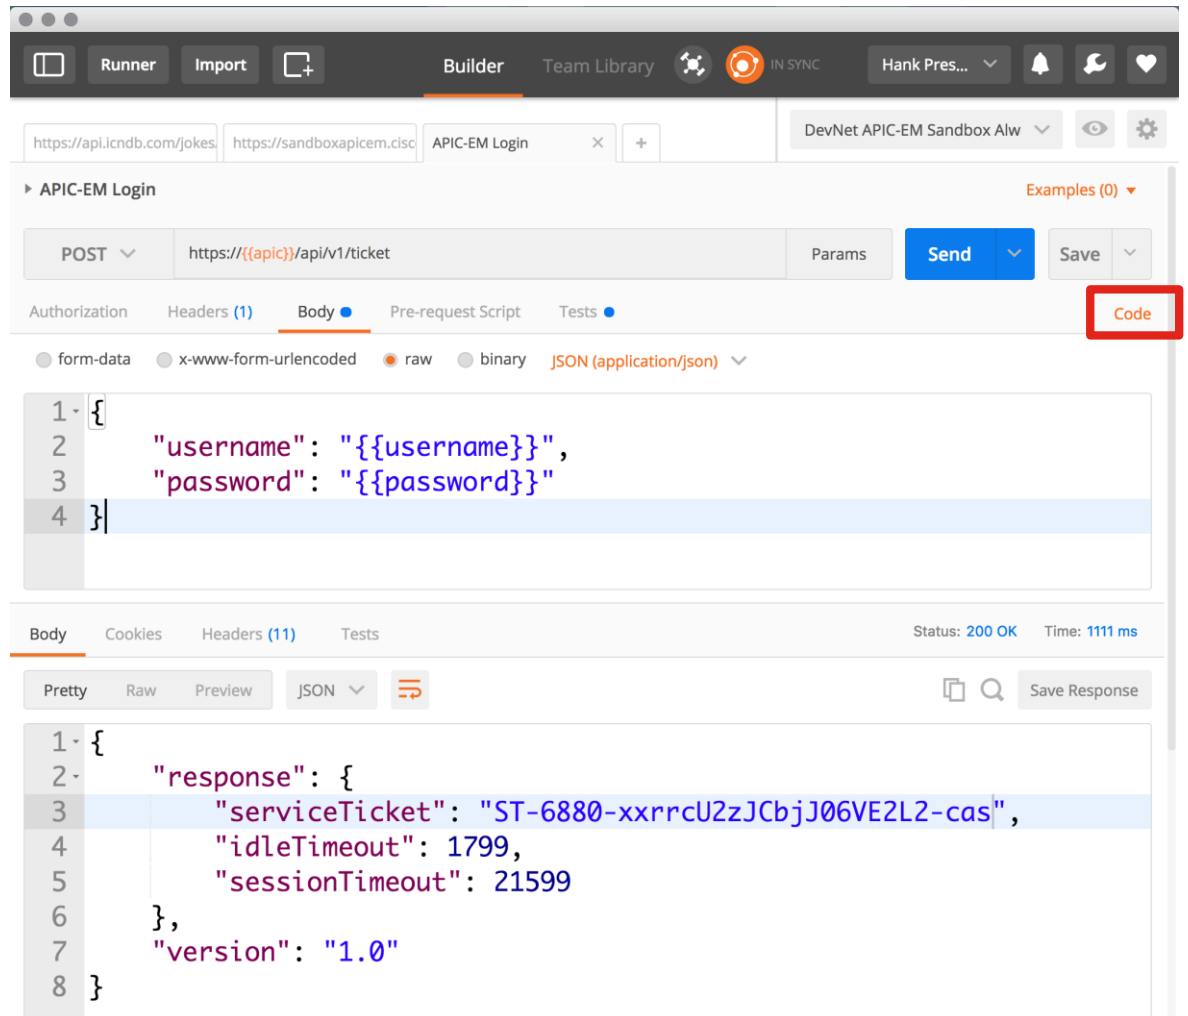 Runner Import Builder Team Library IN SYNC Hank Pres...
https://api.icndb.com/jokes, https://sandboxapicem.cisc APIC-EM Login × + DevNet APIC-EM Sandbox Alw
APIC-EM Login Examples (0)
POST https://{{apic}}/api/v1/ticket Params Send Save
Authorization Headers (1) Body Pre-request Script Tests Code
form-data x-www-form-urlencoded raw binary JSON (application/json)
1 {
2 "username": "{{username}}",
3 "password": "{{password}}"
4 }
Body Cookies Headers (11) Tests Status: 200 OK Time: 1111 ms
Pretty Raw Preview JSON Save Response
1 {
2 "response": {
3 "serviceTicket": "ST-6880-xxrrcU2zJCbjJ06VE2L2-cas",
4 "idleTimeout": 1799,
5 "sessionTimeout": 21599
6 },
7 "version": "1.0"
8 }